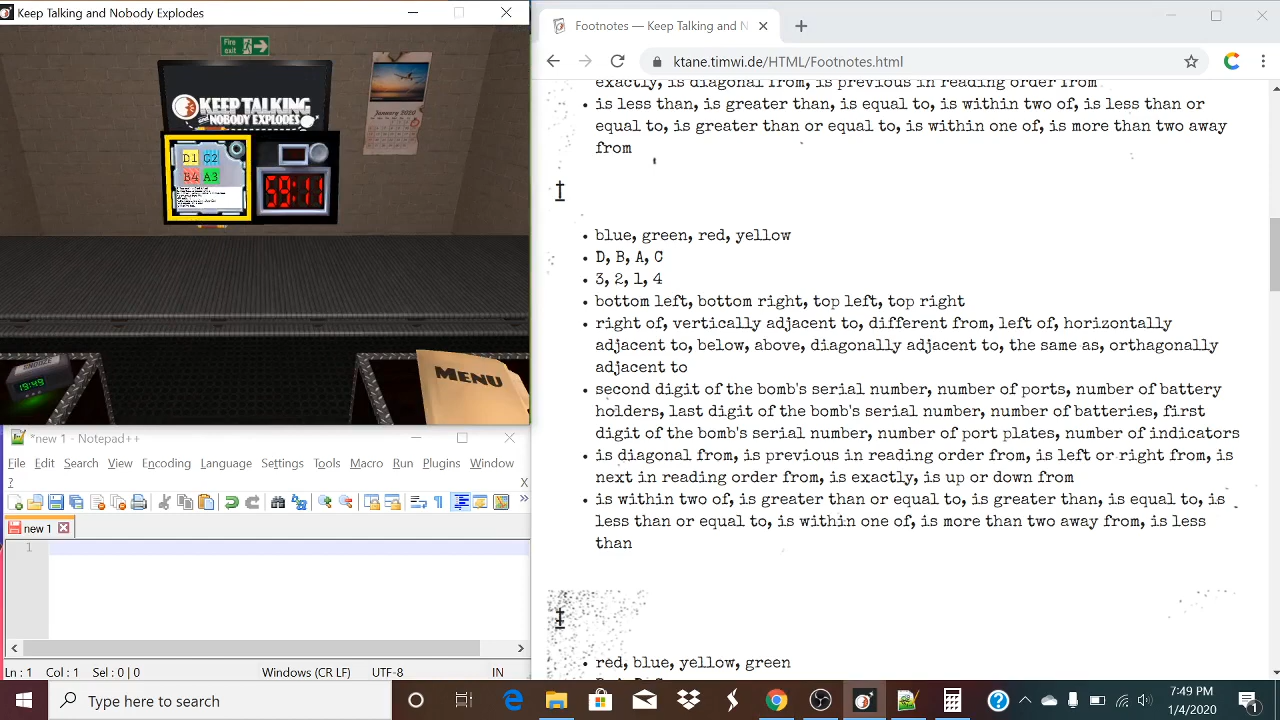 Keep Talking and Nobody Explodes
Fire
exit
KEEP TALKING
AND NOBODY EXPLODES
January 2020
D1 C2
B4 A3
59:11
19:49
MENU
*new 1 - Notepad++
File Edit Search View Encoding Language Settings Tools Macro Run Plugins Window
? X
new 1
1
Ln : 1 Col : 1 Sel : 0 | 0 Windows (CR LF) UTF-8 IN
Footnotes — Keep Talking and N
ktane.timwi.de/HTML/Footnotes.html
exactly, is diagonal from, is previous in reading order from
• is less than, is greater than, is equal to, is within two of, is less than or
equal to, is greater than or equal to, is within one of, is more than two away
from
‡
• blue, green, red, yellow
• D, B, A, C
• 3, 2, 1, 4
• bottom left, bottom right, top left, top right
• right of, vertically adjacent to, different from, left of, horizontally
adjacent to, below, above, diagonally adjacent to, the same as, orthagonally
adjacent to
• second digit of the bomb's serial number, number of ports, number of battery
holders, last digit of the bomb's serial number, number of batteries, first
digit of the bomb's serial number, number of port plates, number of indicators
• is diagonal from, is previous in reading order from, is left or right from, is
next in reading order from, is exactly, is up or down from
• is within two of, is greater than or equal to, is greater than, is equal to, is
less than or equal to, is within one of, is more than two away from, is less
than
• red, blue, yellow, green
Type here to search
7:49 PM
1/4/2020
1